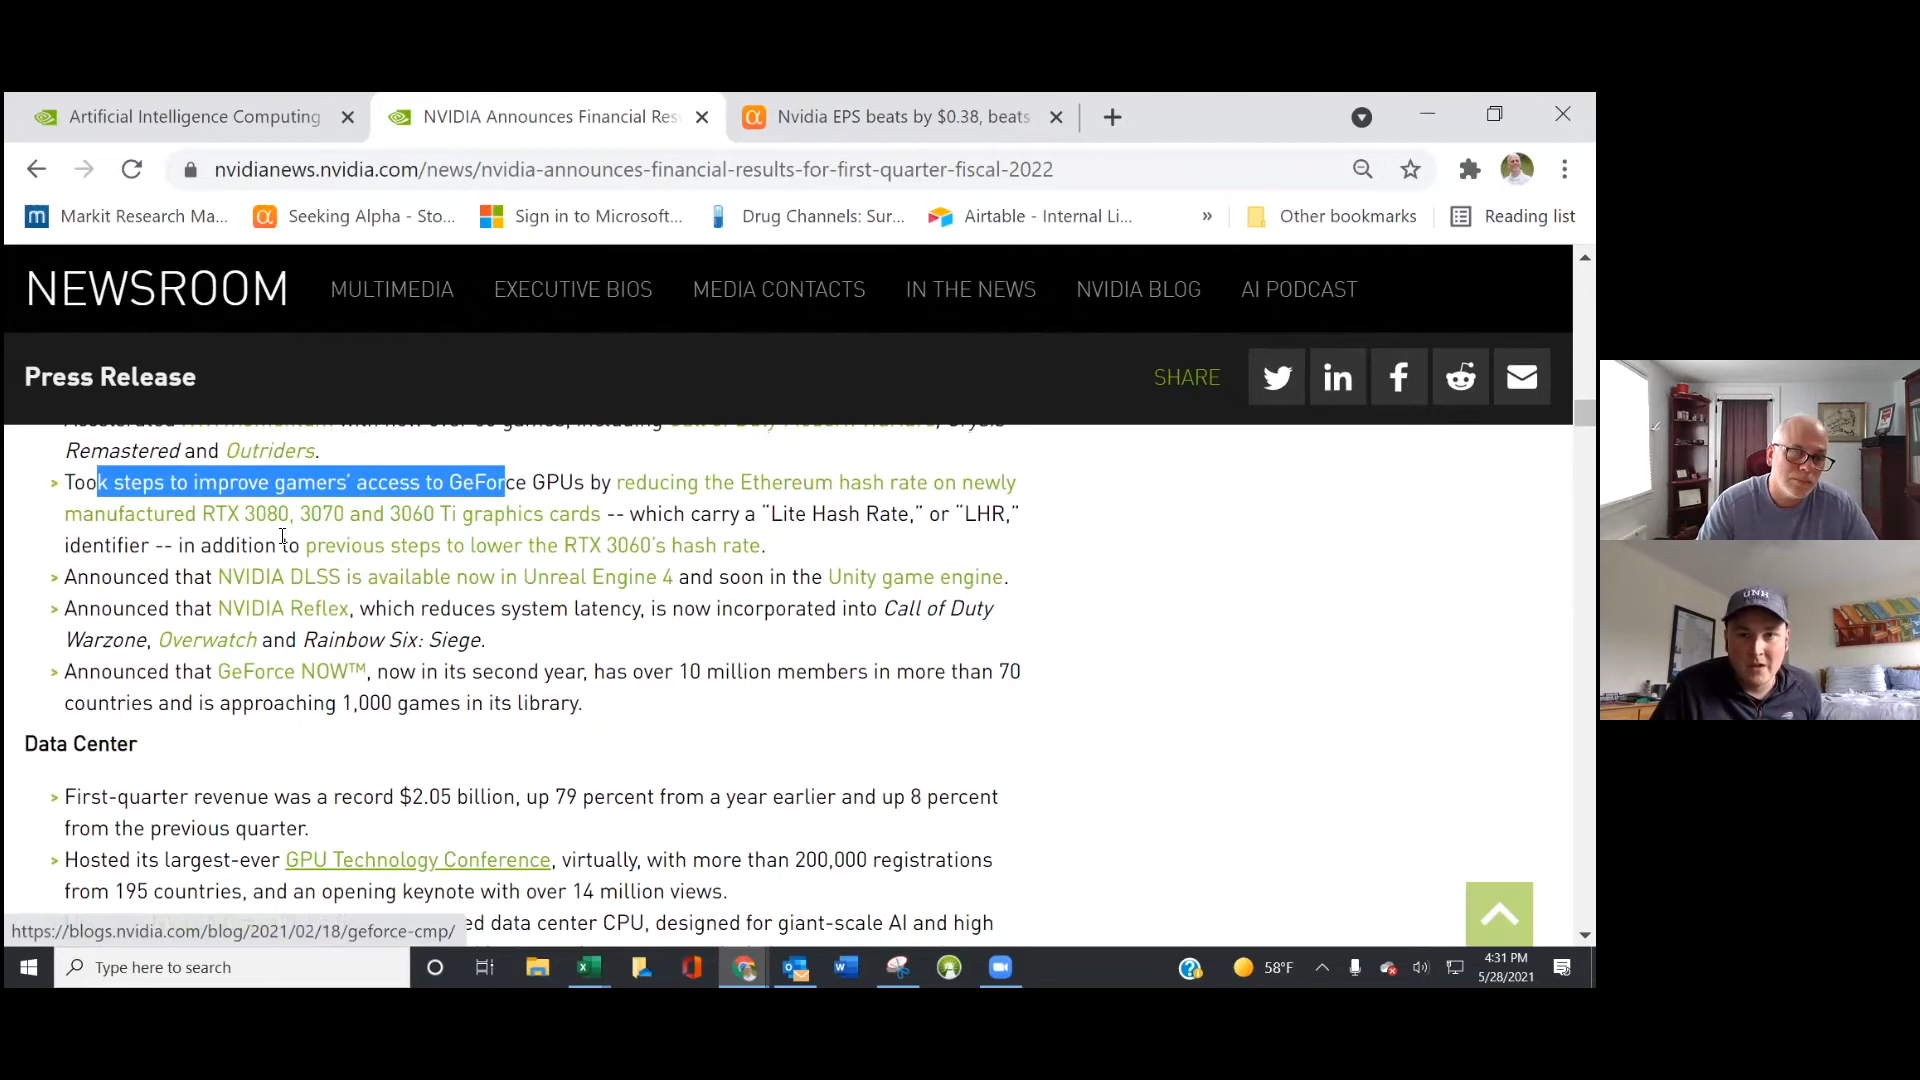 Artificial Intelligence Computing
NVIDIA Announces Financial Res
Nvidia EPS beats by $0.38, beats
nvidianews.nvidia.com/news/nvidia-announces-financial-results-for-first-quarter-fiscal-2022
Markit Research Ma...
Seeking Alpha - Sto...
Sign in to Microsoft...
Drug Channels: Sur...
Airtable - Internal Li...
»
Other bookmarks
Reading list
NEWSROOM
MULTIMEDIA
EXECUTIVE BIOS
MEDIA CONTACTS
IN THE NEWS
NVIDIA BLOG
AI PODCAST
Press Release
SHARE
Remastered and Outriders.
> Took steps to improve gamers’ access to GeForce GPUs by reducing the Ethereum hash rate on newly
manufactured RTX 3080, 3070 and 3060 Ti graphics cards -- which carry a “Lite Hash Rate,” or “LHR,”
identifier -- in addition to previous steps to lower the RTX 3060’s hash rate.
> Announced that NVIDIA DLSS is available now in Unreal Engine 4 and soon in the Unity game engine.
> Announced that NVIDIA Reflex, which reduces system latency, is now incorporated into Call of Duty
Warzone, Overwatch and Rainbow Six: Siege.
> Announced that GeForce NOW™, now in its second year, has over 10 million members in more than 70
countries and is approaching 1,000 games in its library.
Data Center
> First-quarter revenue was a record $2.05 billion, up 79 percent from a year earlier and up 8 percent
from the previous quarter.
> Hosted its largest-ever GPU Technology Conference, virtually, with more than 200,000 registrations
from 195 countries, and an opening keynote with over 14 million views.
ed data center CPU, designed for giant-scale AI and high
https://blogs.nvidia.com/blog/2021/02/18/geforce-cmp/
Type here to search
58°F
4:31 PM
5/28/2021
UNH